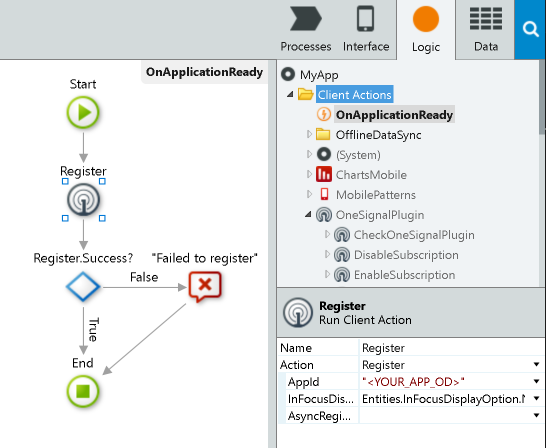 Processes
Interface
Logic
Data
OnApplicationReady
Start
Register
Register.Success?
"Failed to register"
False
True
End
MyApp
Client Actions
OnApplicationReady
OfflineDataSync
(System)
ChartsMobile
MobilePatterns
OneSignalPlugin
CheckOneSignalPlugin
DisableSubscription
EnableSubscription
Register
Run Client Action
Name Register
Action Register
AppId "<YOUR_APP_OD>"
InFocusDis... Entities.InFocusDisplayOption.N
AsyncRegi...